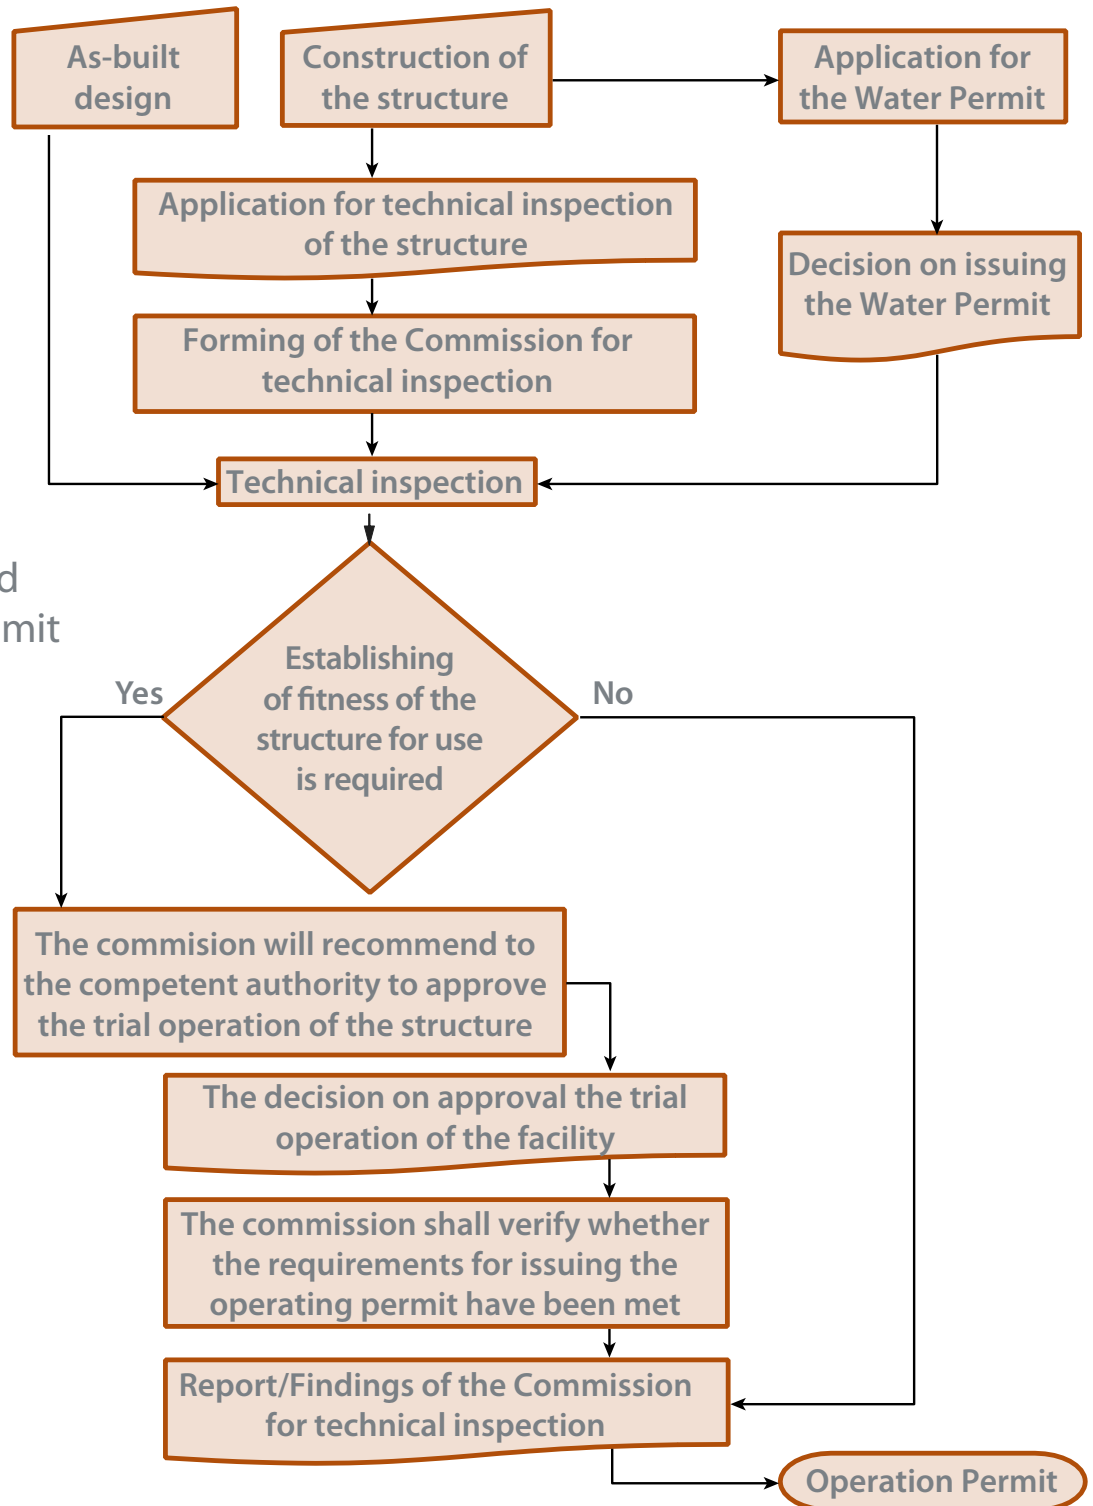 As-built
design
Construction of
the structure
Application for
the Water Permit
Application for technical inspection
of the structure
Decision on issuing
the Water Permit
Forming of the Commission for
technical inspection
Technical inspection
d
mit
Establishing
of fitness of the
structure for use
is required
Yes
No
The commision will recommend to
the competent authority to approve
the trial operation of the structure
The decision on approval the trial
operation of the facility
The commission shall verify whether
the requirements for issuing the
operating permit have been met
Report/Findings of the Commission
for technical inspection
Operation Permit